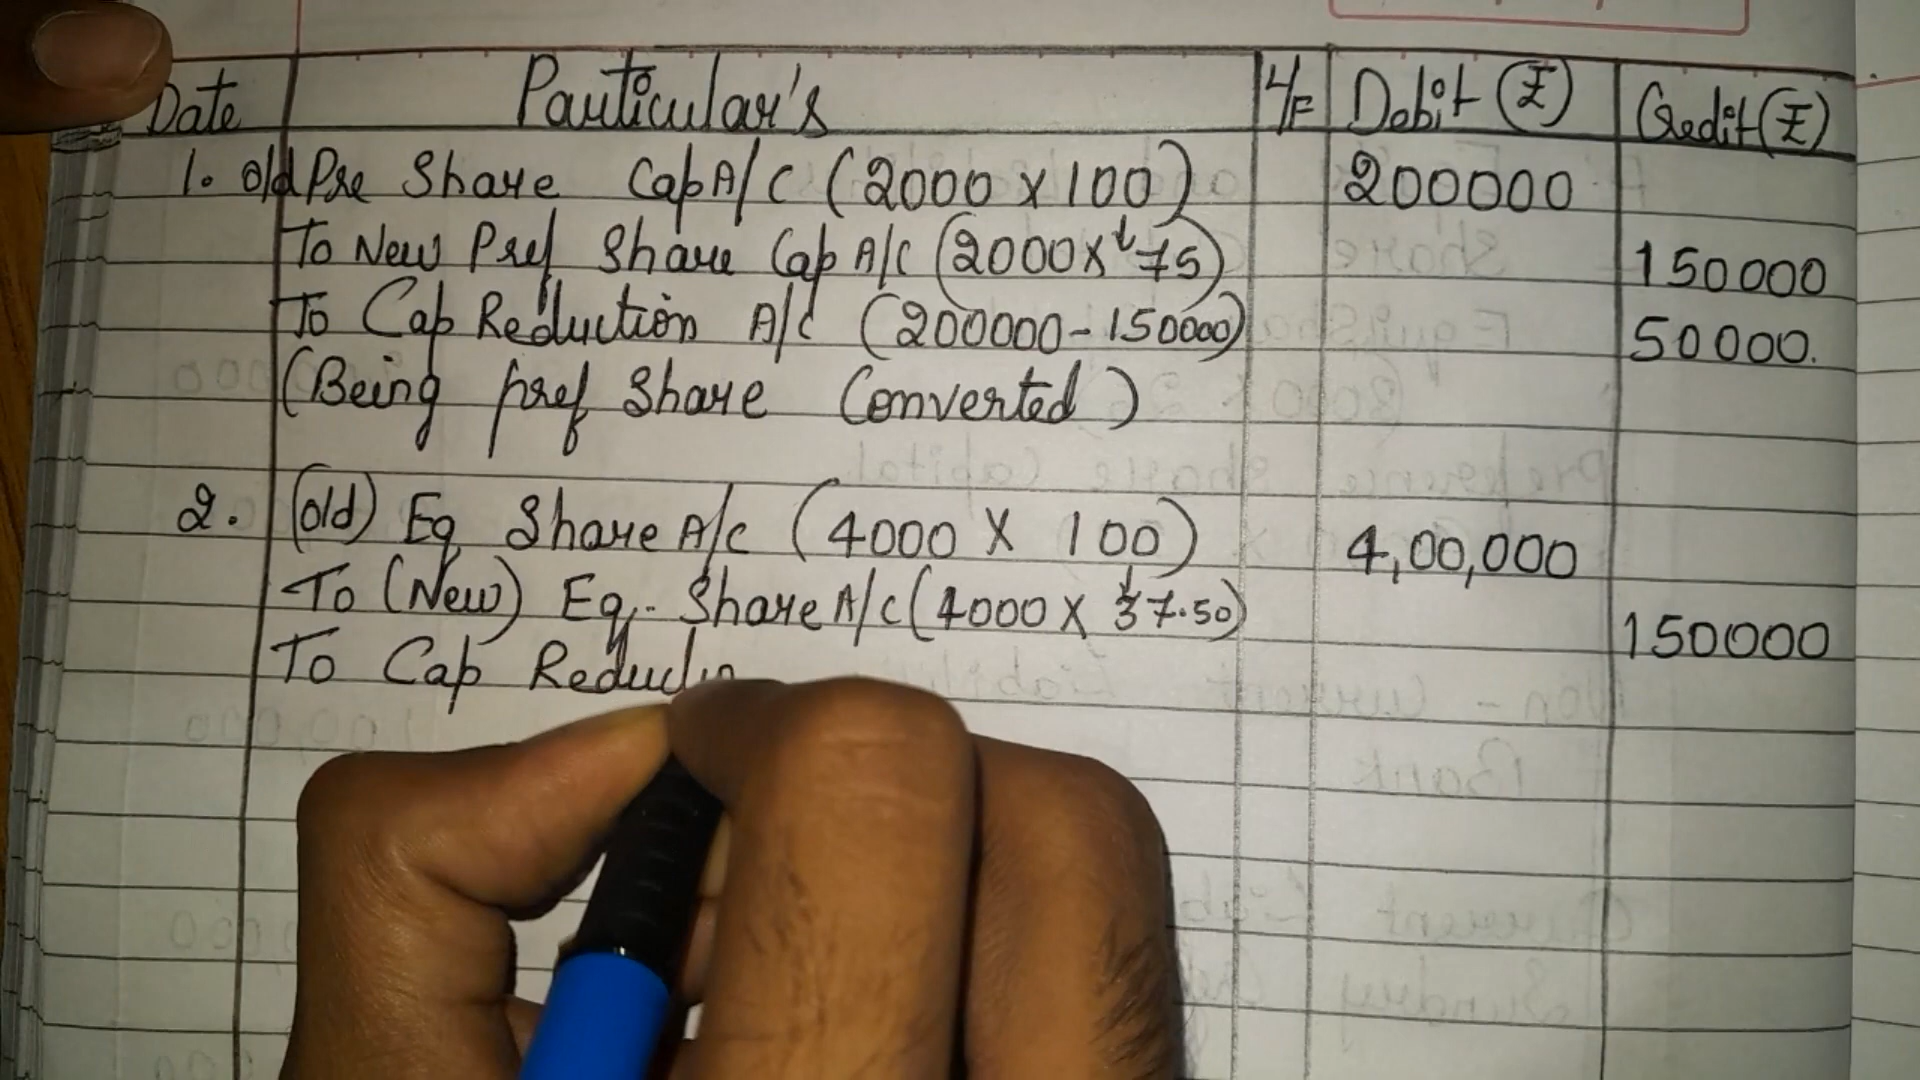 Date Particular's L/F Debit (₹) Credit (₹)
1. old Pre Share Cap A/C (2000 X 100) 200000
To New Pref Share Cap A/C (2000X 75) 150000
To Cap Reduction A/C (200000-150000) 50000.
(Being pref Share Converted)
2. (old) Eq Share A/c (4000 X 100) 4,00,000
To (New) Eq. Share A/c (4000 X 37.50) 150000
To Cap